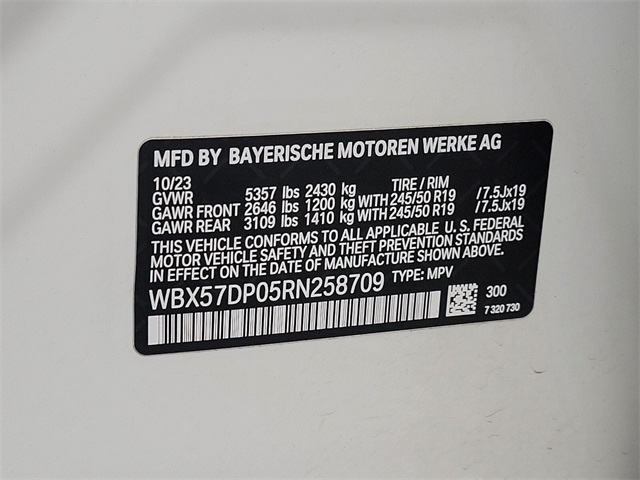 MFD BY BAYERISCHE MOTOREN WERKE AG
10/23 TIRE / RIM
GVWR 5357 lbs 2430 kg
GAWR FRONT 2646 lbs 1200 kg WITH 245/50 R19 /7.5Jx19
GAWR REAR 3109 lbs 1410 kg WITH 245/50 R19 /7.5Jx19
THIS VEHICLE CONFORMS TO ALL APPLICABLE U. S. FEDERAL
MOTOR VEHICLE SAFETY AND THEFT PREVENTION STANDARDS
IN EFFECT ON THE DATE OF MANUFACTURE SHOWN ABOVE.
WBX57DP05RN258709 TYPE: MPV
300
7 320 730